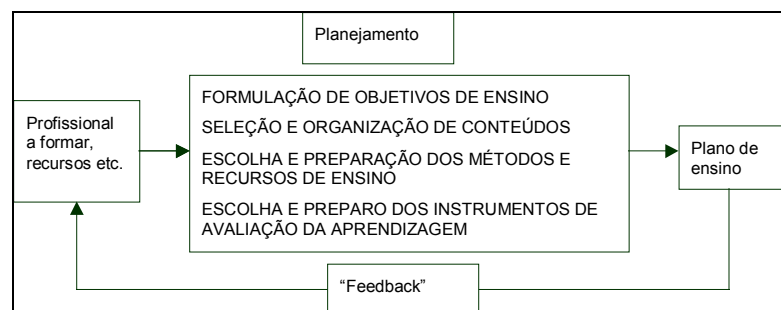 Planejamento
Profissional
a formar,
recursos etc.
FORMULAÇÃO DE OBJETIVOS DE ENSINO
SELEÇÃO E ORGANIZAÇÃO DE CONTEÚDOS
ESCOLHA E PREPARAÇÃO DOS MÉTODOS E
RECURSOS DE ENSINO
ESCOLHA E PREPARO DOS INSTRUMENTOS DE
AVALIAÇÃO DA APRENDIZAGEM
Plano de
ensino
“Feedback”